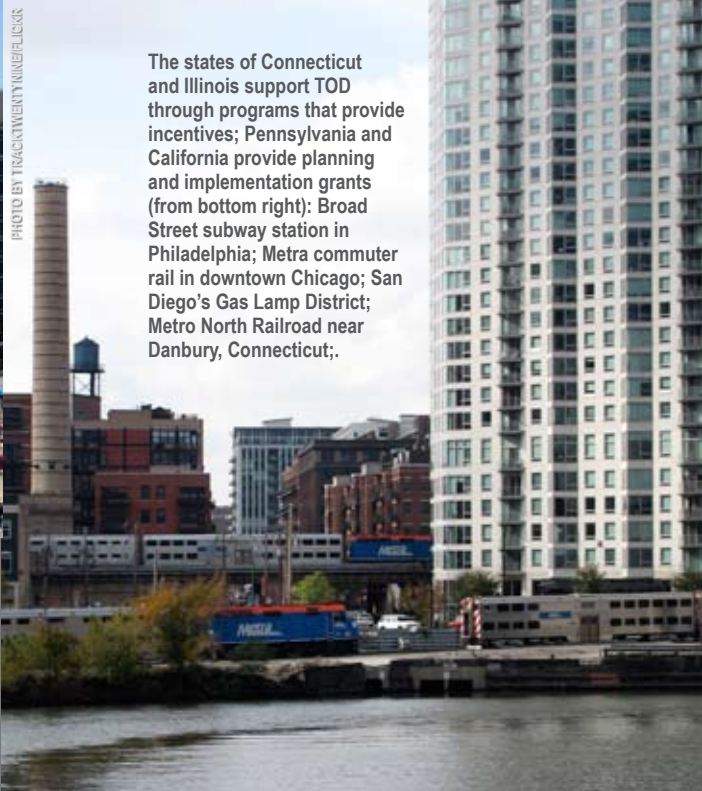 PHOTO BY TRACKTWENTYNINE/FLICKR
The states of Connecticut
and Illinois support TOD
through programs that provide
incentives; Pennsylvania and
California provide planning
and implementation grants
(from bottom right): Broad
Street subway station in
Philadelphia; Metra commuter
rail in downtown Chicago; San
Diego's Gas Lamp District;
Metro North Railroad near
Danbury, Connecticut;.
METRA
METRA